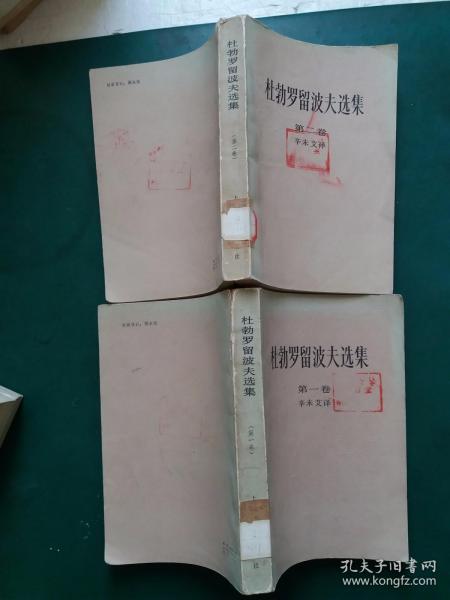 杜勃罗留波夫选集
第二卷
辛未艾译
杜勃罗留波夫选集
(第二卷)
杜勃罗留波夫选集
第一卷
辛未艾译
杜勃罗留波夫选集
(第一卷)
孔夫子旧书网
www.kongfz.com